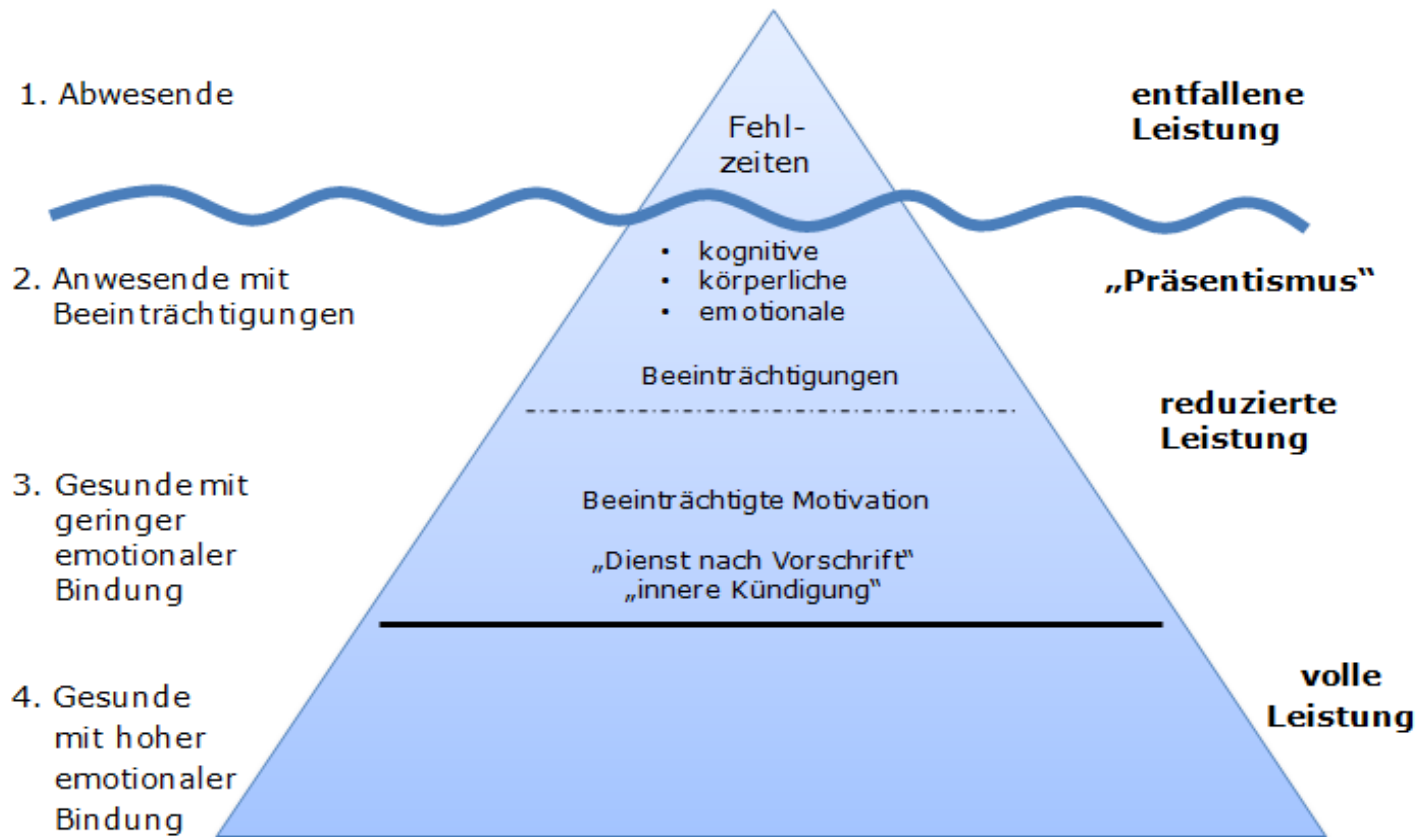 1. Abwesende
entfallene
Leistung
Fehl-
zeiten
2. Anwesende mit
Beeinträchtigungen
• kognitive
• körperliche
• emotionale
„Präsentismus“
Beeinträchtigungen
reduzierte
Leistung
3. Gesunde mit
geringer
emotionaler
Bindung
Beeinträchtigte Motivation
„Dienst nach Vorschrift“
„innere Kündigung“
4. Gesunde
mit hoher
emotionaler
Bindung
volle
Leistung